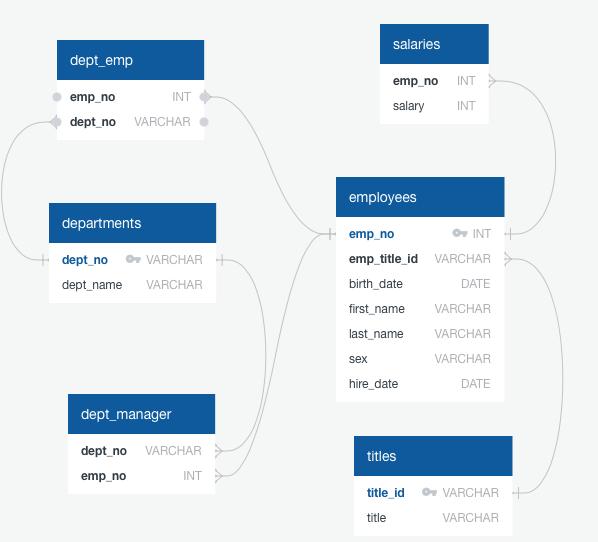 dept_emp
emp_no INT
dept_no VARCHAR
salaries
emp_no INT
salary INT
departments
dept_no VARCHAR
dept_name VARCHAR
employees
emp_no INT
emp_title_id VARCHAR
birth_date DATE
first_name VARCHAR
last_name VARCHAR
sex VARCHAR
hire_date DATE
dept_manager
dept_no VARCHAR
emp_no INT
titles
title_id VARCHAR
title VARCHAR